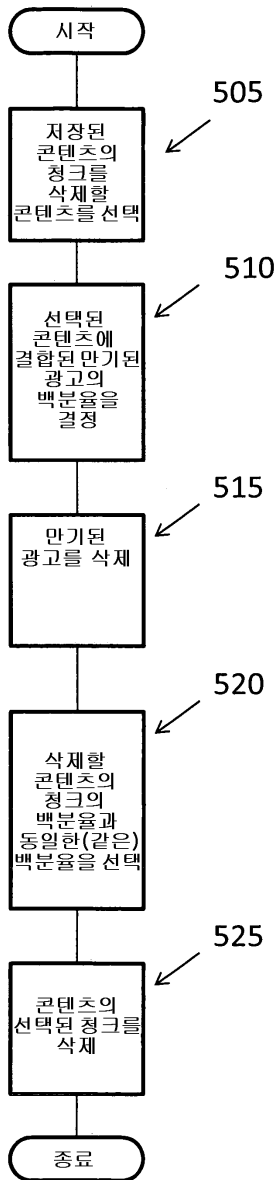 시작
505
저장된
콘텐츠의
청크를
삭제할
콘텐츠를 선택
510
선택된
콘텐츠에
결합된 만기된
광고의
백분율을
결정
515
만기된
광고를 삭제
520
삭제할
콘텐츠의
청크의
백분율과
동일한(같은)
백분율을 선택
525
콘텐츠의
선택된 청크를
삭제
종료